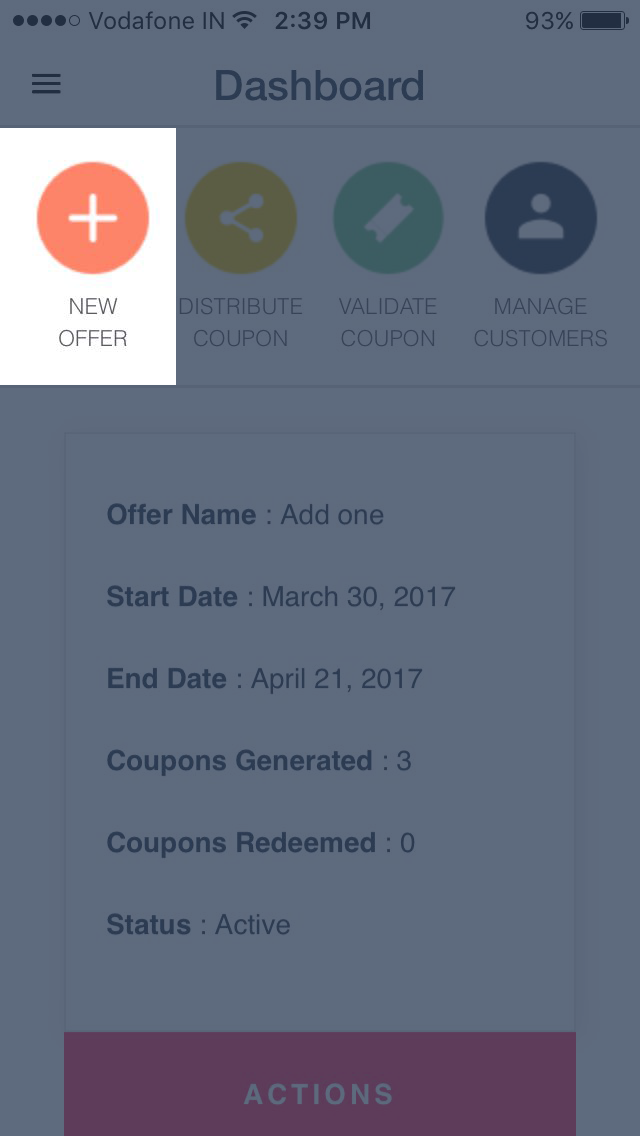 Vodafone IN 2:39 PM 93%
Dashboard
NEW OFFER
DISTRIBUTE COUPON
VALIDATE COUPON
MANAGE CUSTOMERS
Offer Name : Add one
Start Date : March 30, 2017
End Date : April 21, 2017
Coupons Generated : 3
Coupons Redeemed : 0
Status : Active
ACTIONS